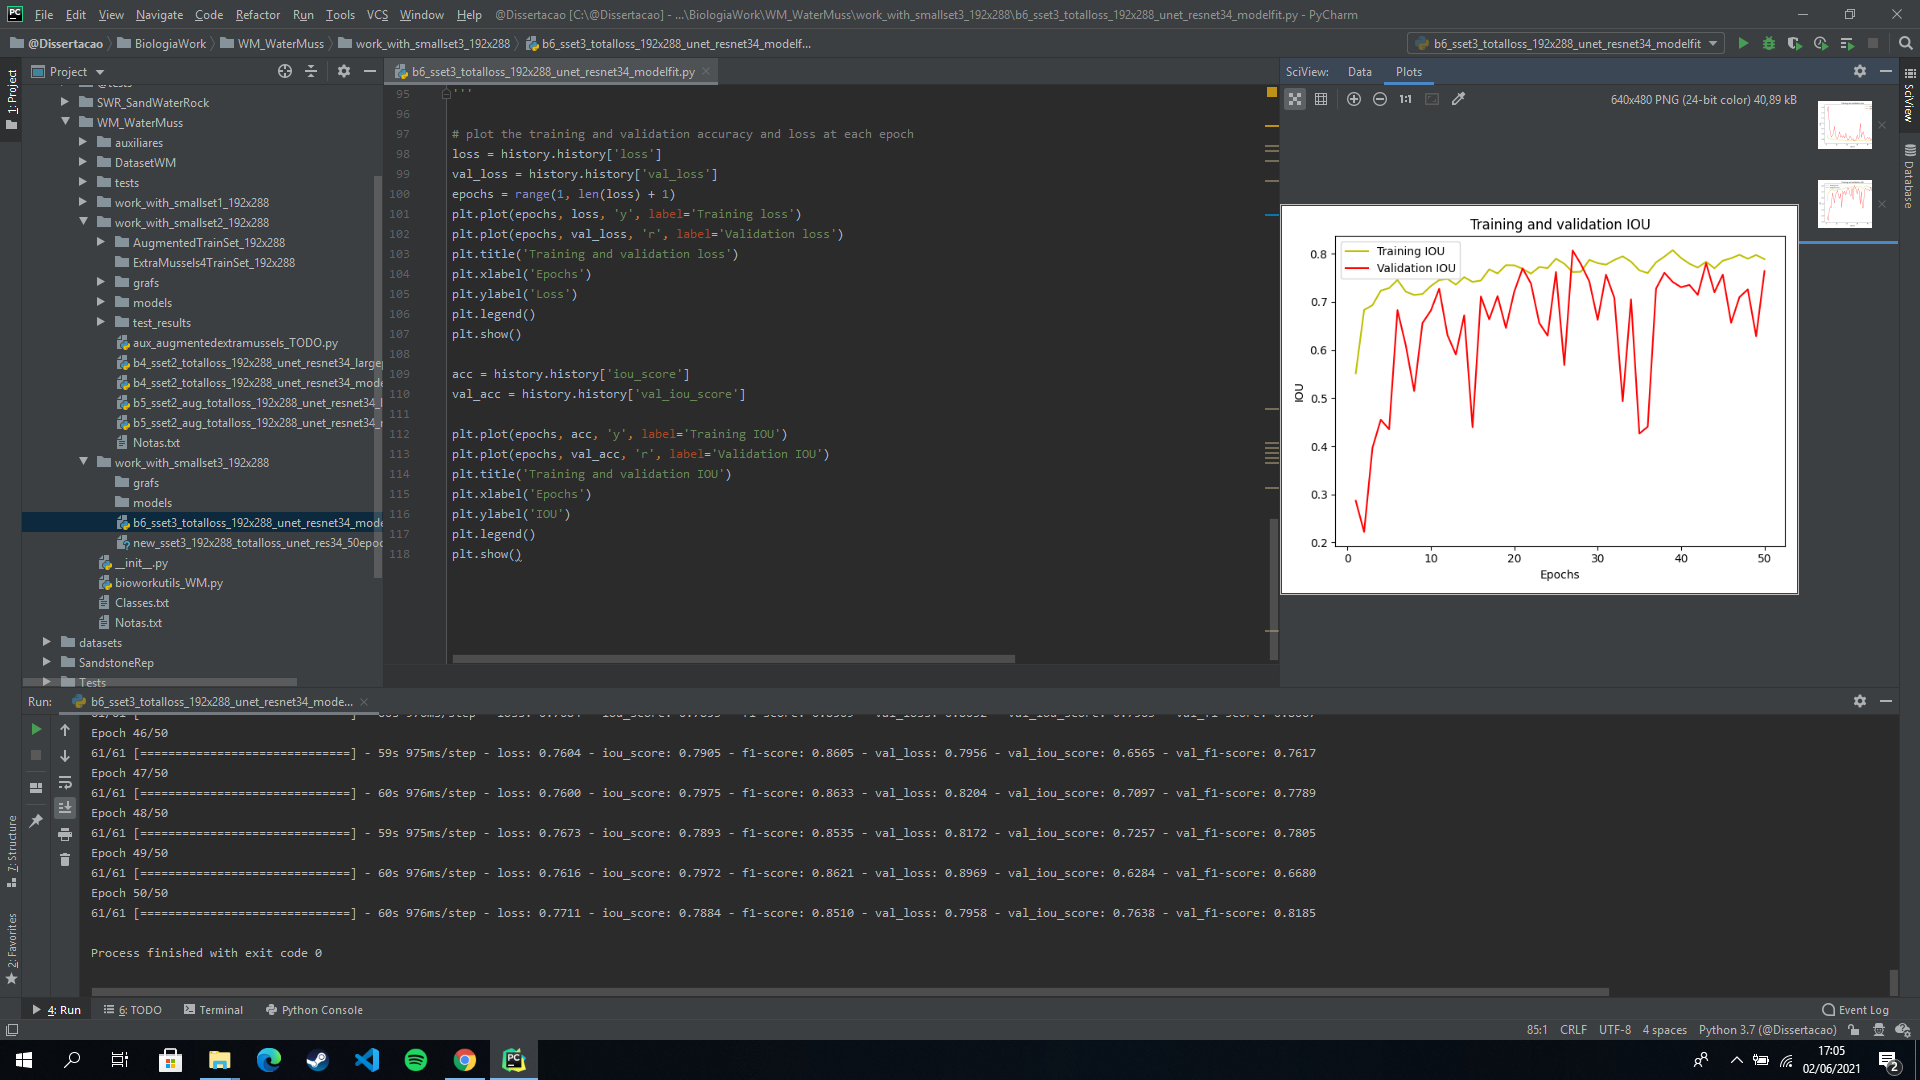 File Edit View Navigate Code Refactor Run Tools VCS Window Help @Dissertacao [C:\@Dissertacao] - ...\BiologiaWork\WM_WaterMuss\work_with_smallset3_192x288\b6_sset3_totalloss_192x288_unet_resnet34_modelfit.py - PyCharm
@Dissertacao BiologiaWork WM_WaterMuss work_with_smallset3_192x288 b6_sset3_totalloss_192x288_unet_resnet34_modelf... b6_sset3_totalloss_192x288_unet_resnet34_modelfit
Project b6_sset3_totalloss_192x288_unet_resnet34_modelfit.py SciView: Data Plots
1: Project
7: Structure
2: Favorites
@tests
SWR_SandWaterRock
WM_WaterMuss
auxiliares
DatasetWM
tests
work_with_smallset1_192x288
work_with_smallset2_192x288
AugmentedTrainSet_192x288
ExtraMussels4TrainSet_192x288
grafs
models
test_results
aux_augmentedextramussels_TODO.py
b4_sset2_totalloss_192x288_unet_resnet34_large
b4_sset2_totalloss_192x288_unet_resnet34_mode
b5_sset2_aug_totalloss_192x288_unet_resnet34_
b5_sset2_aug_totalloss_192x288_unet_resnet34_
Notas.txt
work_with_smallset3_192x288
grafs
models
b6_sset3_totalloss_192x288_unet_resnet34_mode
new_sset3_192x288_totalloss_unet_res34_50epoc
__init__.py
bioworkutils_WM.py
Classes.txt
Notas.txt
datasets
SandstoneRep
Tests
95 '''
96
97 # plot the training and validation accuracy and loss at each epoch
98 loss = history.history['loss']
99 val_loss = history.history['val_loss']
100 epochs = range(1, len(loss) + 1)
101 plt.plot(epochs, loss, 'y', label='Training loss')
102 plt.plot(epochs, val_loss, 'r', label='Validation loss')
103 plt.title('Training and validation loss')
104 plt.xlabel('Epochs')
105 plt.ylabel('Loss')
106 plt.legend()
107 plt.show()
108
109 acc = history.history['iou_score']
110 val_acc = history.history['val_iou_score']
111
112 plt.plot(epochs, acc, 'y', label='Training IOU')
113 plt.plot(epochs, val_acc, 'r', label='Validation IOU')
114 plt.title('Training and validation IOU')
115 plt.xlabel('Epochs')
116 plt.ylabel('IOU')
117 plt.legend()
118 plt.show()
1:1 640x480 PNG (24-bit color) 40,89 kB
SciView
Database
Training and validation IOU
Training IOU
Validation IOU
0.8
0.7
0.6
0.5
0.4
0.3
0.2
IOU
0 10 20 30 40 50
Epochs
Run: b6_sset3_totalloss_192x288_unet_resnet34_mode...
Epoch 46/50
61/61 [==============================] - 59s 975ms/step - loss: 0.7604 - iou_score: 0.7905 - f1-score: 0.8605 - val_loss: 0.7956 - val_iou_score: 0.6565 - val_f1-score: 0.7617
Epoch 47/50
61/61 [==============================] - 60s 976ms/step - loss: 0.7600 - iou_score: 0.7975 - f1-score: 0.8633 - val_loss: 0.8204 - val_iou_score: 0.7097 - val_f1-score: 0.7789
Epoch 48/50
61/61 [==============================] - 59s 976ms/step - loss: 0.7673 - iou_score: 0.7893 - f1-score: 0.8535 - val_loss: 0.8172 - val_iou_score: 0.7257 - val_f1-score: 0.7805
Epoch 49/50
61/61 [==============================] - 60s 976ms/step - loss: 0.7616 - iou_score: 0.7972 - f1-score: 0.8621 - val_loss: 0.8969 - val_iou_score: 0.6284 - val_f1-score: 0.6680
Epoch 50/50
61/61 [==============================] - 60s 976ms/step - loss: 0.7711 - iou_score: 0.7884 - f1-score: 0.8510 - val_loss: 0.7958 - val_iou_score: 0.7638 - val_f1-score: 0.8185
Process finished with exit code 0
4: Run 6: TODO Terminal Python Console Event Log
85:1 CRLF UTF-8 4 spaces Python 3.7 (@Dissertacao)
17:05
02/06/2021
2